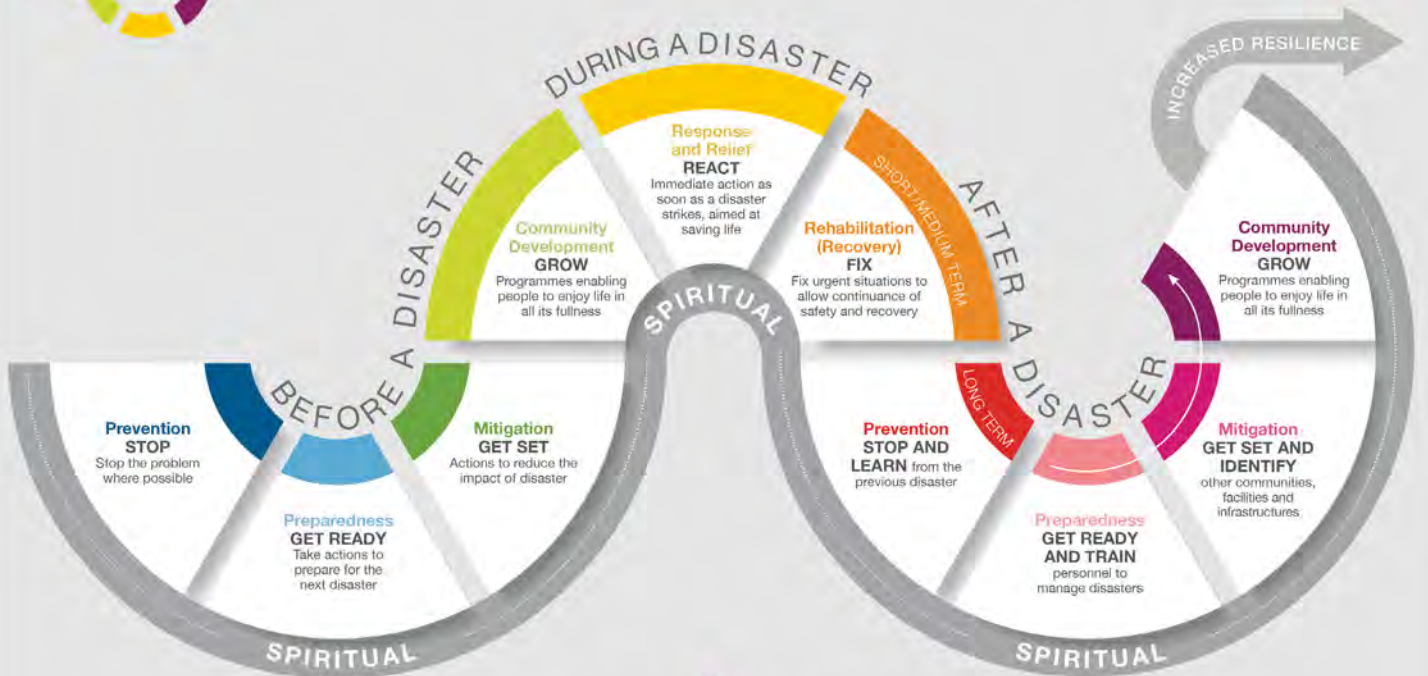 BEFORE A DISASTER
Prevention
STOP
Stop the problem
where possible
Preparedness
GET READY
Take actions to
prepare for the
next disaster
Mitigation
GET SET
Actions to reduce the
impact of disaster
Community
Development
GROW
Programmes enabling
people to enjoy life in
all its fullness
SPIRITUAL
DURING A DISASTER
Response
and Relief
REACT
Immediate action as
soon as a disaster
strikes, aimed at
saving life
SPIRITUAL
AFTER A DISASTER
SHORT/MEDIUM TERM
Rehabilitation
(Recovery)
FIX
Fix urgent situations to
allow continuance of
safety and recovery
LONG TERM
Prevention
STOP AND
LEARN from the
previous disaster
Preparedness
GET READY
AND TRAIN
personnel to
manage disasters
Mitigation
GET SET AND
IDENTIFY
other communities,
facilities and
infrastructures
Community
Development
GROW
Programmes enabling
people to enjoy life in
all its fullness
SPIRITUAL
INCREASED RESILIENCE